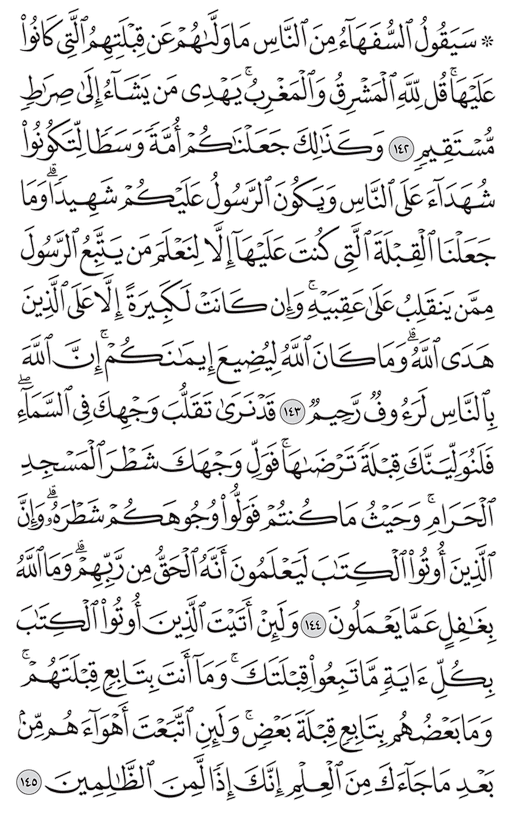 ۞ سَيَقُولُ ٱلسُّفَهَآءُ مِنَ ٱلنَّاسِ مَا وَلَّىٰهُمْ عَن قِبْلَتِهِمُ ٱلَّتِى كَانُوا۟
عَلَيْهَا ۚ قُل لِّلَّهِ ٱلْمَشْرِقُ وَٱلْمَغْرِبُ ۚ يَهْدِى مَن يَشَآءُ إِلَىٰ صِرَٰطٍ
مُّسْتَقِيمٍ ١٤٢ وَكَذَٰلِكَ جَعَلْنَٰكُمْ أُمَّةً وَسَطًا لِّتَكُونُوا۟
شُهَدَآءَ عَلَى ٱلنَّاسِ وَيَكُونَ ٱلرَّسُولُ عَلَيْكُمْ شَهِيدًا ۗ وَمَا
جَعَلْنَا ٱلْقِبْلَةَ ٱلَّتِى كُنتَ عَلَيْهَآ إِلَّا لِنَعْلَمَ مَن يَتَّبِعُ ٱلرَّسُولَ
مِمَّن يَنقَلِبُ عَلَىٰ عَقِبَيْهِ ۚ وَإِن كَانَتْ لَكَبِيرَةً إِلَّا عَلَى ٱلَّذِينَ
هَدَى ٱللَّهُ ۗ وَمَا كَانَ ٱللَّهُ لِيُضِيعَ إِيمَٰنَكُمْ ۚ إِنَّ ٱللَّهَ
بِٱلنَّاسِ لَرَءُوفٌ رَّحِيمٌ ١٤٣ قَدْ نَرَىٰ تَقَلُّبَ وَجْهِكَ فِى ٱلسَّمَآءِ ۖ
فَلَنُوَلِّيَنَّكَ قِبْلَةً تَرْضَىٰهَا ۚ فَوَلِّ وَجْهَكَ شَطْرَ ٱلْمَسْجِدِ
ٱلْحَرَامِ ۚ وَحَيْثُ مَا كُنتُمْ فَوَلُّوا۟ وُجُوهَكُمْ شَطْرَهُۥ ۗ وَإِنَّ
ٱلَّذِينَ أُوتُوا۟ ٱلْكِتَٰبَ لَيَعْلَمُونَ أَنَّهُ ٱلْحَقُّ مِن رَّبِّهِمْ ۗ وَمَا ٱللَّهُ
بِغَٰفِلٍ عَمَّا يَعْمَلُونَ ١٤٤ وَلَئِنْ أَتَيْتَ ٱلَّذِينَ أُوتُوا۟ ٱلْكِتَٰبَ
بِكُلِّ ءَايَةٍ مَّا تَبِعُوا۟ قِبْلَتَكَ ۚ وَمَآ أَنتَ بِتَابِعٍ قِبْلَتَهُمْ ۚ
وَمَا بَعْضُهُم بِتَابِعٍ قِبْلَةَ بَعْضٍ ۚ وَلَئِنِ ٱتَّبَعْتَ أَهْوَآءَهُم مِّنۢ
بَعْدِ مَا جَآءَكَ مِنَ ٱلْعِلْمِ ۙ إِنَّكَ إِذًا لَّمِنَ ٱلظَّٰلِمِينَ ١٤٥